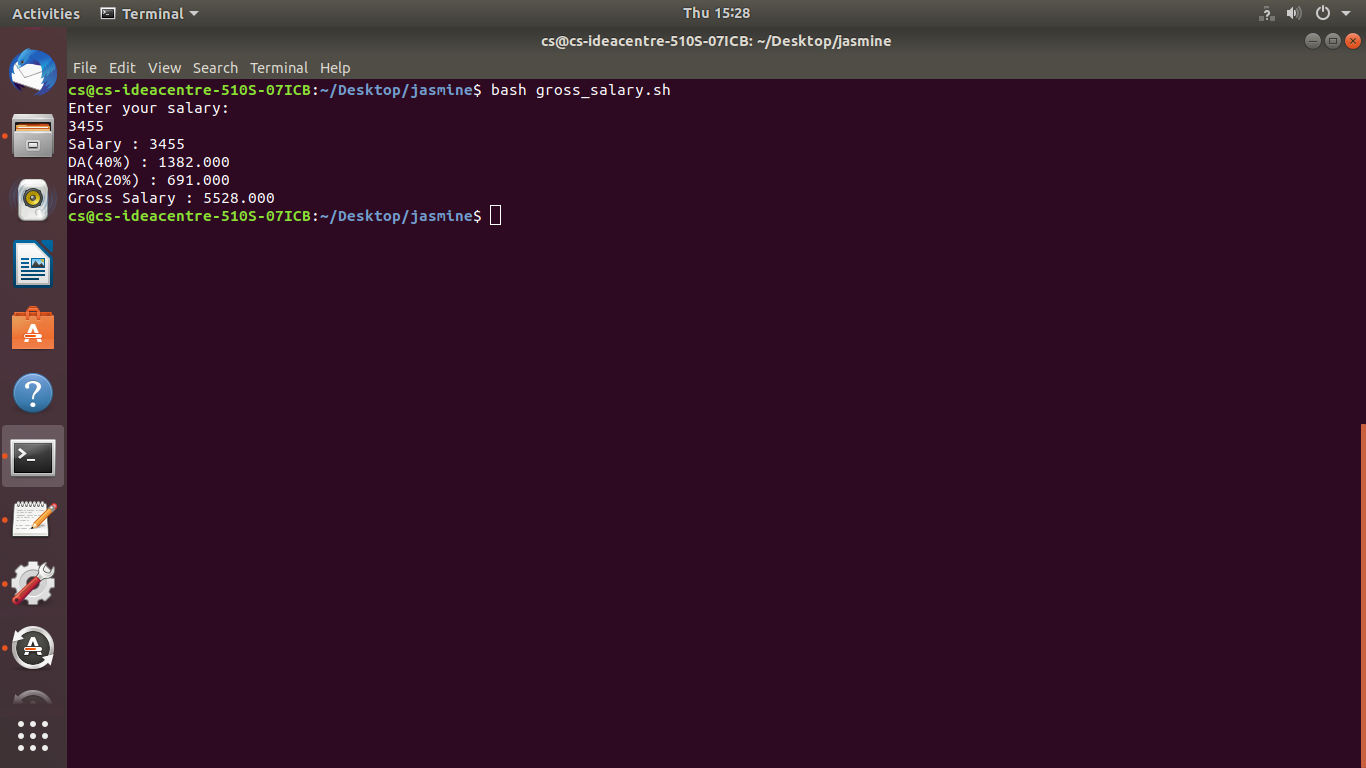 Activities Terminal Thu 15:28
cs@cs-ideacentre-510S-07ICB: ~/Desktop/jasmine
File Edit View Search Terminal Help
cs@cs-ideacentre-510S-07ICB:~/Desktop/jasmine$ bash gross_salary.sh
Enter your salary:
3455
Salary : 3455
DA(40%) : 1382.000
HRA(20%) : 691.000
Gross Salary : 5528.000
cs@cs-ideacentre-510S-07ICB:~/Desktop/jasmine$